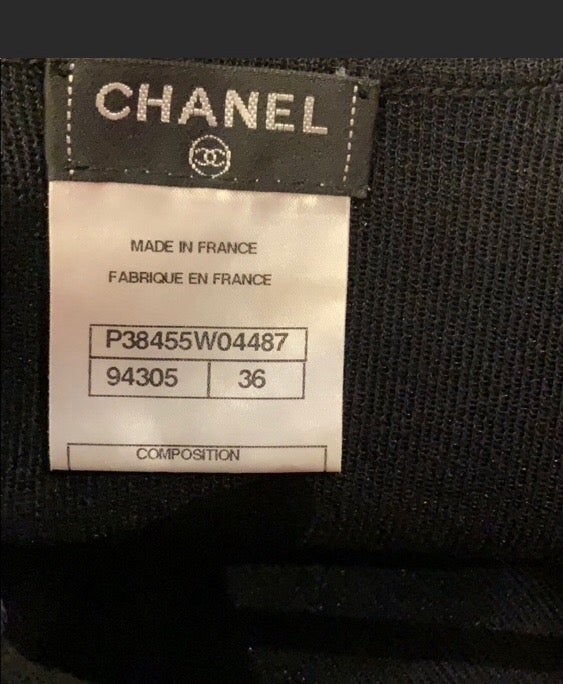 CHANEL
MADE IN FRANCE
FABRIQUE EN FRANCE
P38455W04487
94305 36
COMPOSITION